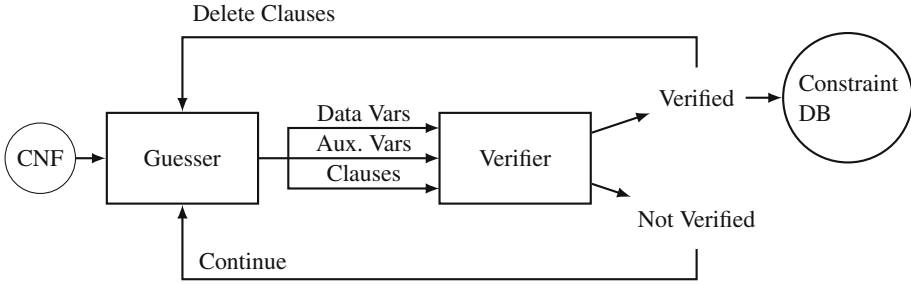 Delete Clauses
CNF
Guesser
Data Vars
Aux. Vars
Clauses
Verifier
Verified
Not Verified
Constraint
DB
Continue